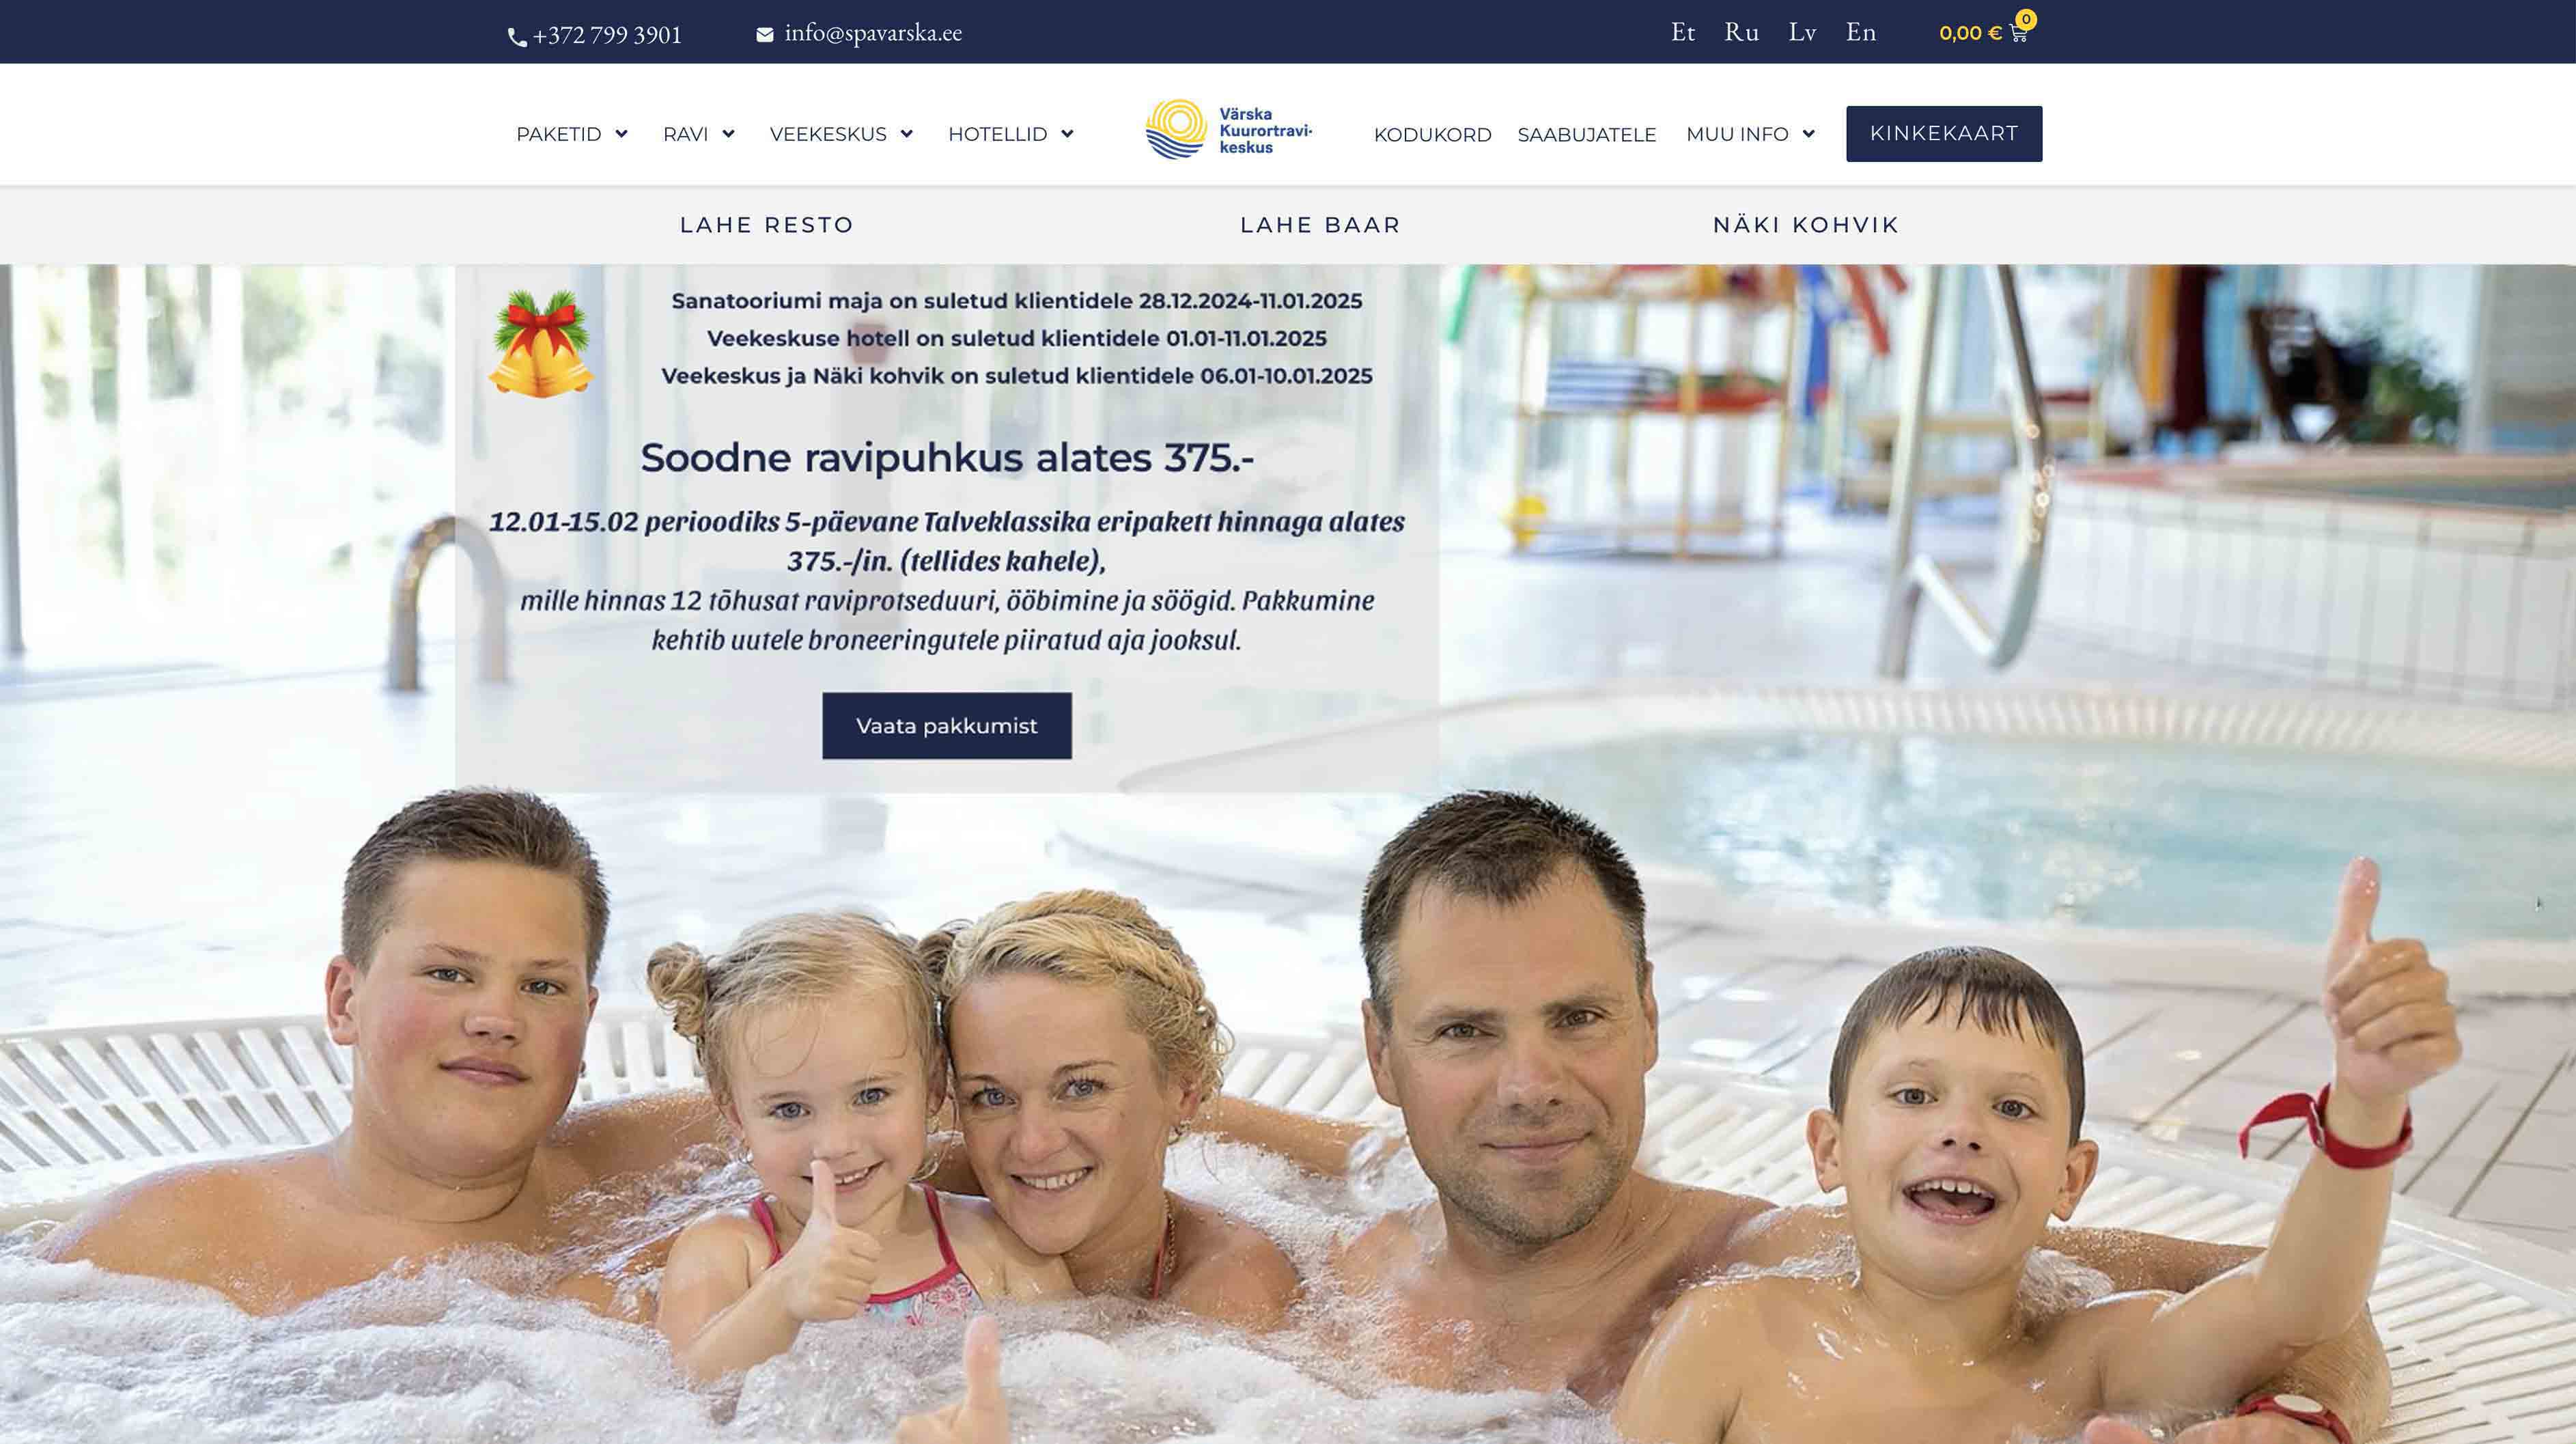 +372 799 3901
info@spavarska.ee
Et Ru Lv En
0,00 € 0
PAKETID RAVI VEEKESKUS HOTELLID
Värska
Kuurortravi-
keskus
KODUKORD SAABUJATELE MUU INFO KINKEKAART
LAHE RESTO LAHE BAAR NÄKI KOHVIK
Sanatooriumi maja on suletud klientidele 28.12.2024-11.01.2025
Veekeskuse hotell on suletud klientidele 01.01-11.01.2025
Veekeskus ja Näki kohvik on suletud klientidele 06.01-10.01.2025
Soodne ravipuhkus alates 375.-
12.01-15.02 perioodiks 5-päevane Talveklassika eripakett hinnaga alates
375.-/in. (tellides kahele),
mille hinnas 12 tõhusat raviprotseduuri, ööbimine ja söögid. Pakkumine
kehtib uutele broneeringutele piiratud aja jooksul.
Vaata pakkumist